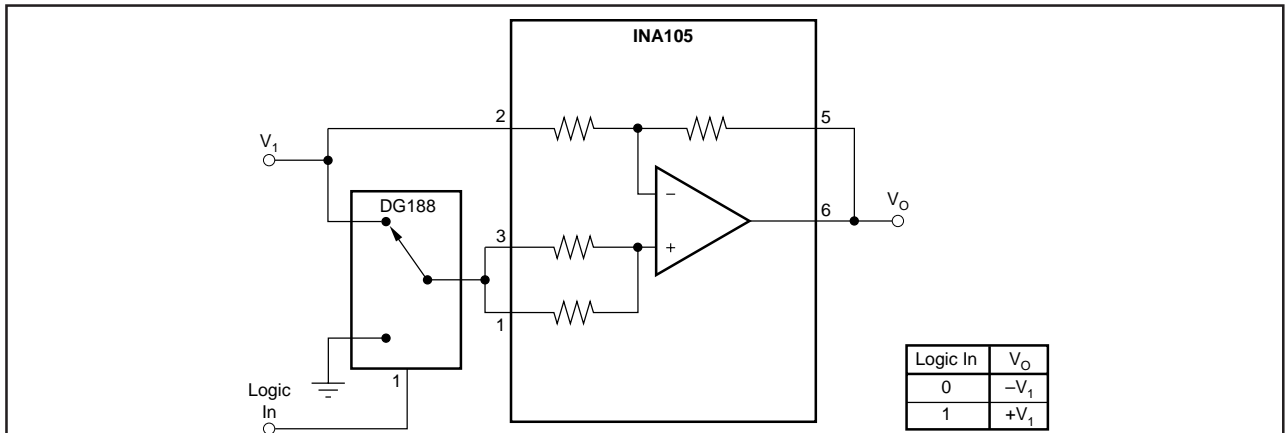 INA105
2
5
V1
DG188
−
VO
6
3
+
1
1
Logic
In
Logic In VO
0 –V1
1 +V1